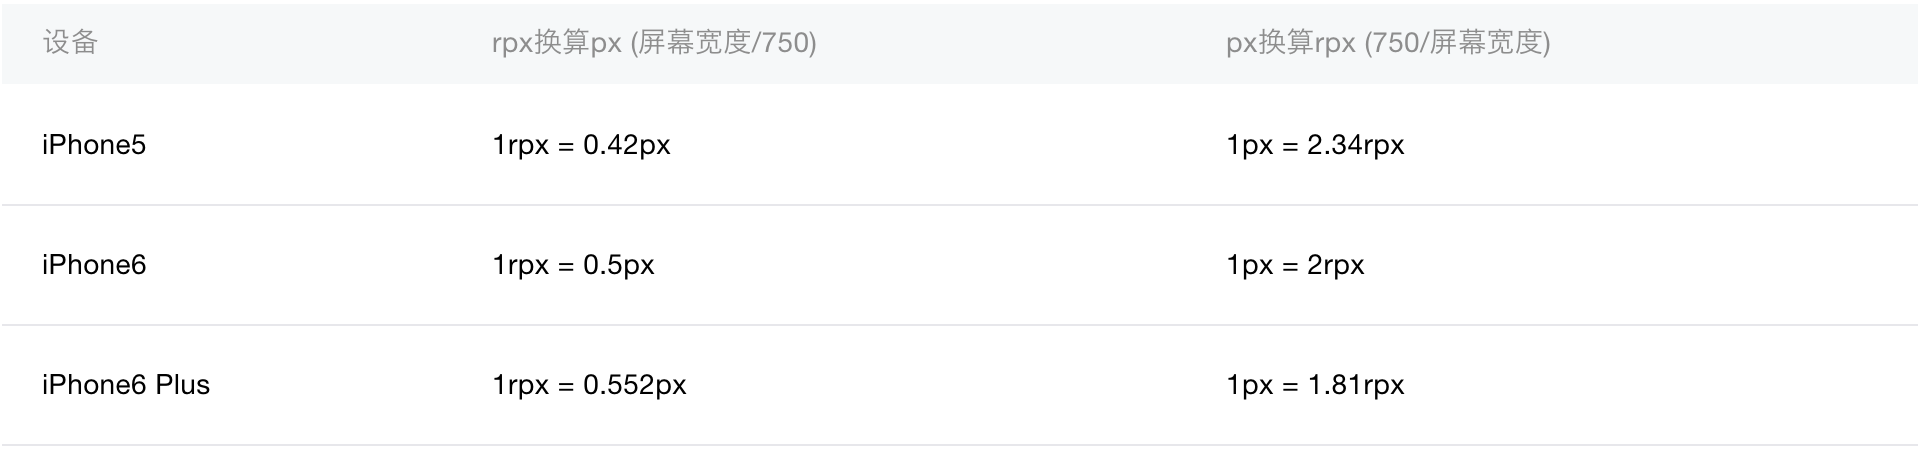 设备 rpx换算px (屏幕宽度/750) px换算rpx (750/屏幕宽度)
iPhone5 1rpx = 0.42px 1px = 2.34rpx
iPhone6 1rpx = 0.5px 1px = 2rpx
iPhone6 Plus 1rpx = 0.552px 1px = 1.81rpx